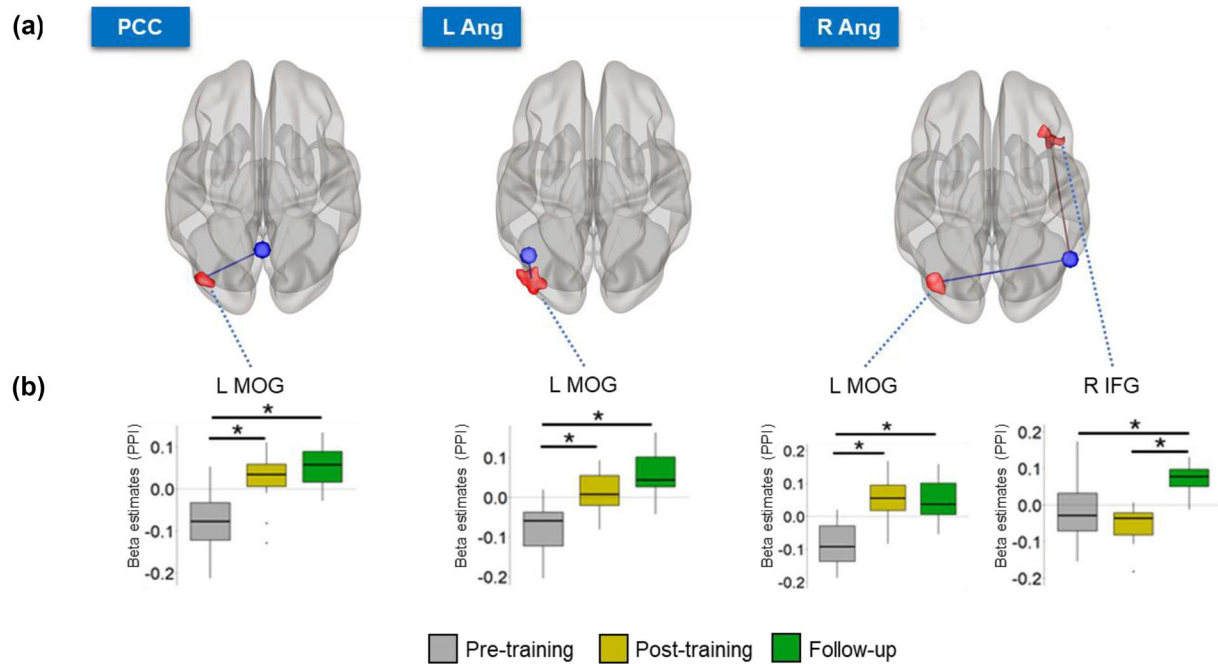 (a)
PCC
L Ang
R Ang
(b)
L MOG
L MOG
L MOG
R IFG
Beta estimates (PPI)
0.1
0.0
-0.1
-0.2
*
*
Beta estimates (PPI)
0.1
0.0
-0.1
-0.2
*
*
Beta estimates (PPI)
0.2
0.1
0.0
-0.1
-0.2
*
*
Beta estimates (PPI)
0.2
0.1
0.0
-0.1
-0.2
*
*
Pre-training
Post-training
Follow-up